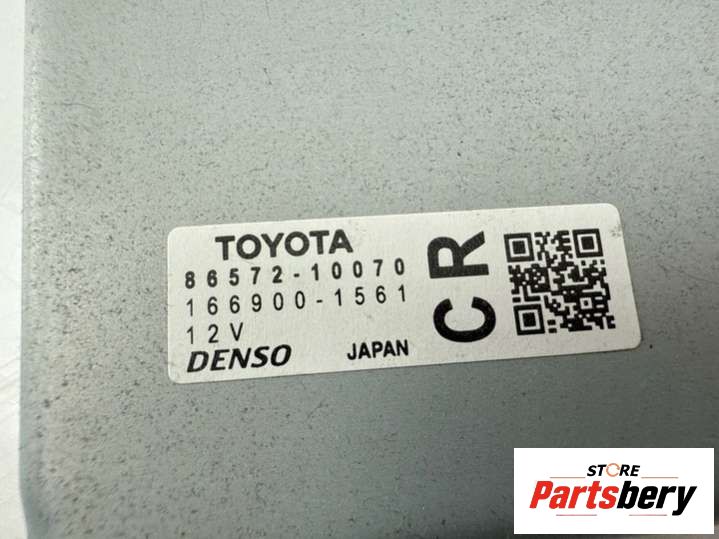 TOYOTA
86572-10070
166900-1561
12V
DENSO JAPAN
CR
STORE
Partsbery